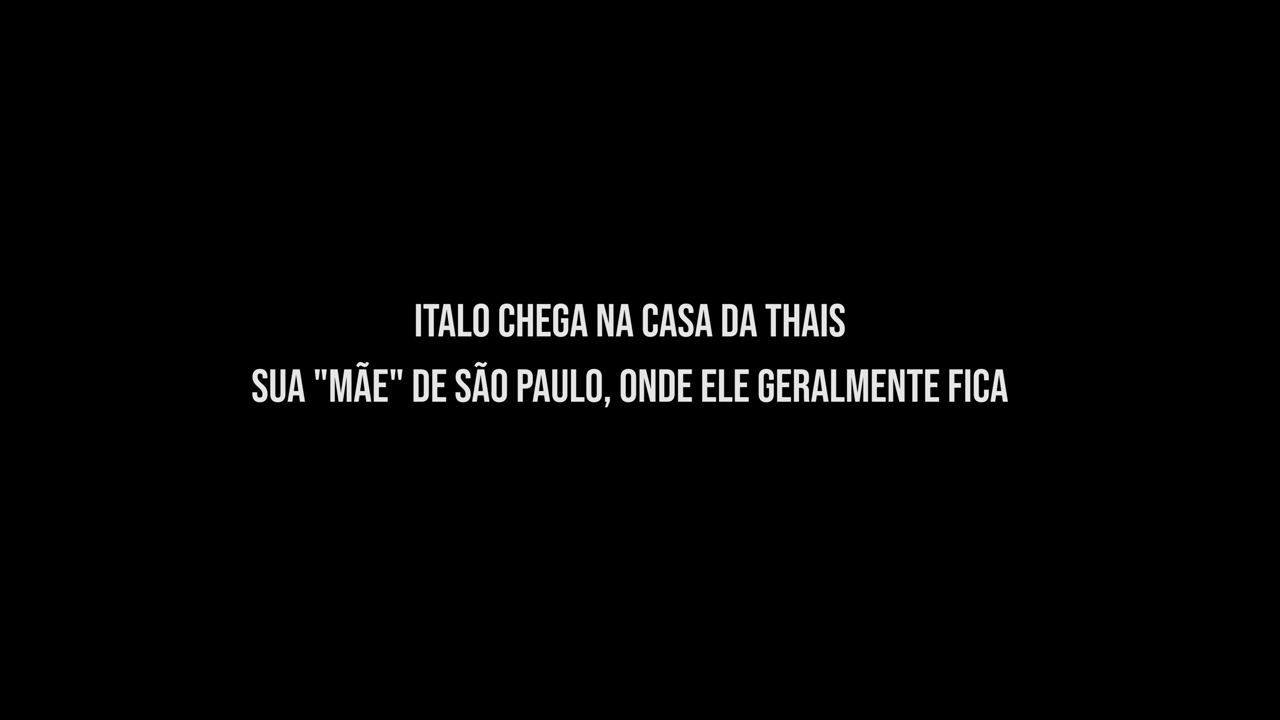 ITALO CHEGA NA CASA DA THAIS
SUA "MÃE" DE SÃO PAULO, ONDE ELE GERALMENTE FICA